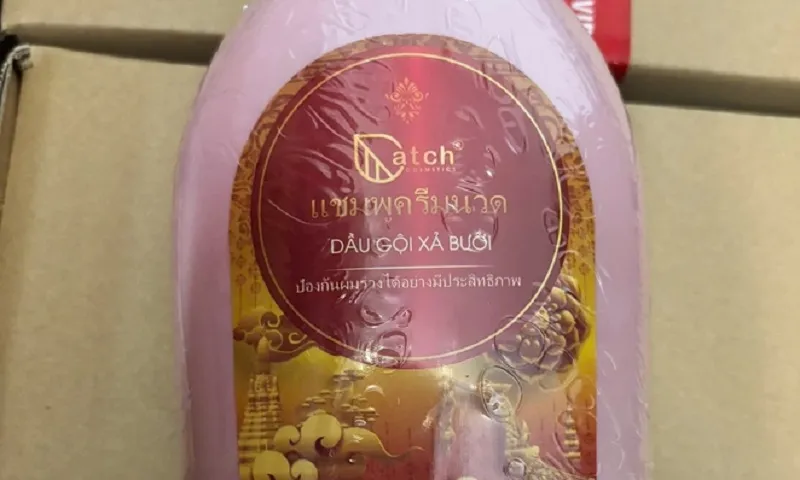 Datch®
COSMETICS
แชมพูครีมนวด
DẦU GỘI XẢ BƯỞI
ป้องกันผมร่วงได้อย่างมีประสิทธิภาพ